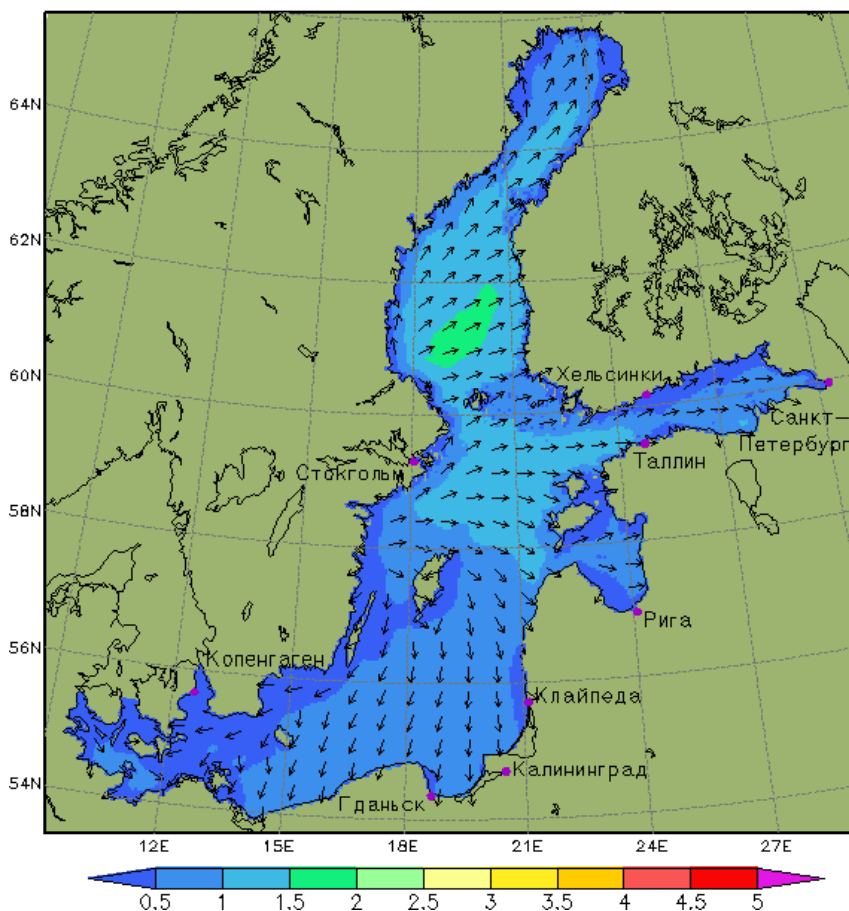 64N
62N
60N
58N
56N
54N
Хельсинки
Санкт—
Петербург
Таллин
Стокгольм
Рига
Копенгаген
Клайпеда
Калининград
Гданьск
12E
15E
18E
21E
24E
27E
0,5
1
1,5
2
2,5
3
3,5
4
4,5
5